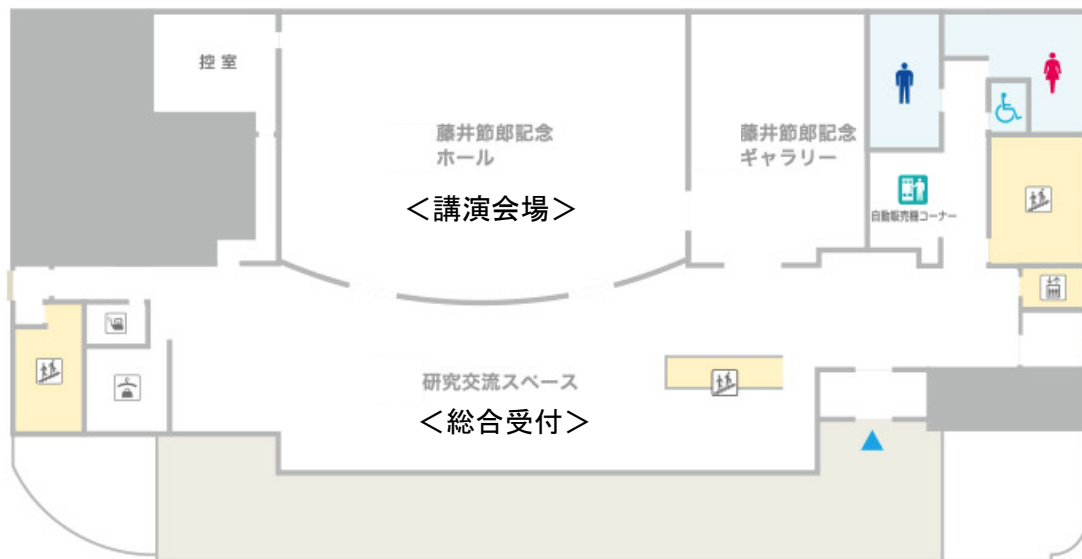 控室
藤井節郎記念
ホール
＜講演会場＞
藤井節郎記念
ギャラリー
自動販売機コーナー
研究交流スペース
＜総合受付＞